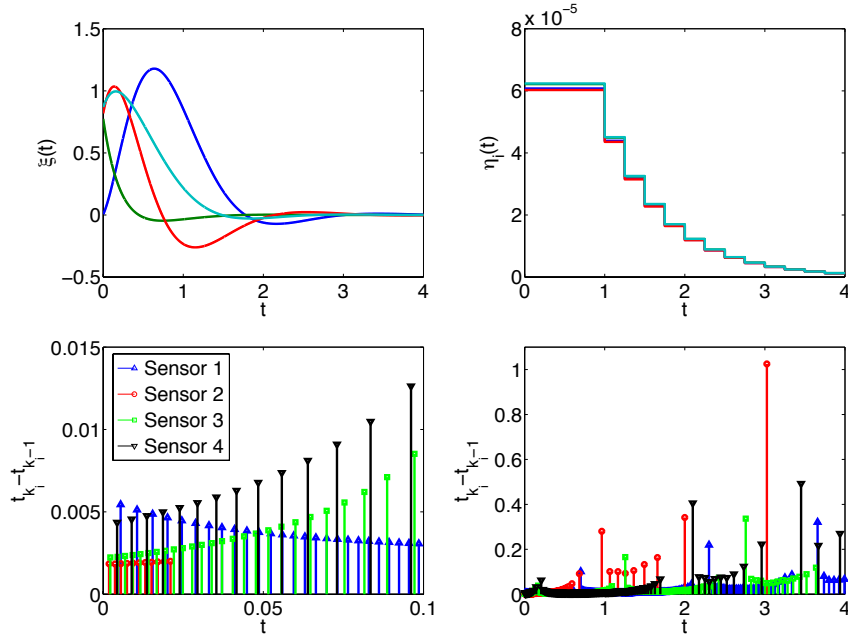 1.5
1
0.5
0
−0.5
ξ(t)
0 1 2 3 4
t
8 x 10⁻⁵
6
4
2
0
ηᵢ(t)
0 1 2 3 4
t
0.015
0.01
0.005
0
t_{k_i}−t_{k_i−1}
Sensor 1
Sensor 2
Sensor 3
Sensor 4
0 0.05 0.1
t
1
0.8
0.6
0.4
0.2
0
t_{k_i}−t_{k_i−1}
0 1 2 3 4
t